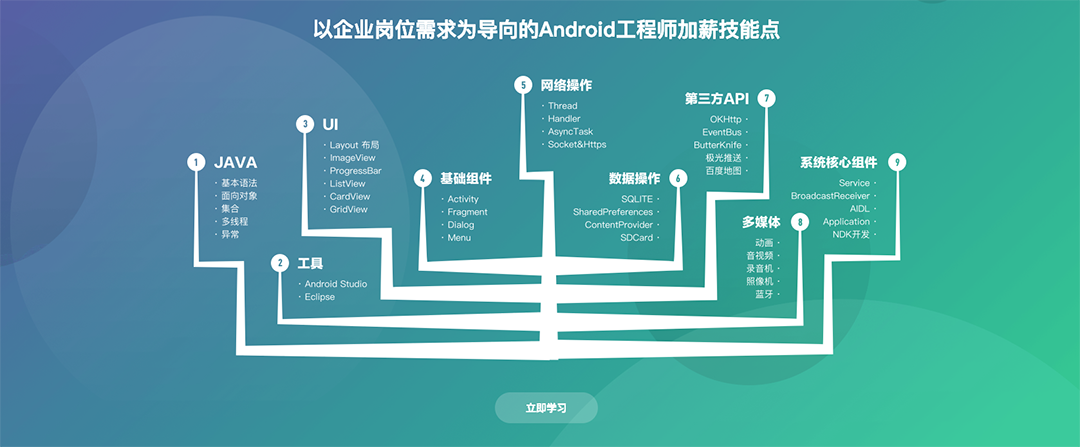 以企业岗位需求为导向的Android工程师加薪技能点
1
JAVA
· 基本语法
· 面向对象
· 集合
· 多线程
· 异常
2
工具
· Android Studio
· Eclipse
3
UI
· Layout 布局
· ImageView
· ProgressBar
· ListView
· CardView
· GridView
4
基础组件
· Activity
· Fragment
· Dialog
· Menu
5
网络操作
· Thread
· Handler
· AsyncTask
· Socket&Https
数据操作
6
SQLITE ·
SharedPreferences ·
ContentProvider ·
SDCard ·
第三方API
7
OKHttp ·
EventBus ·
ButterKnife ·
极光推送 ·
百度地图 ·
多媒体
8
动画 ·
音视频 ·
录音机 ·
照像机 ·
蓝牙 ·
系统核心组件
9
Service ·
BroadcastReceiver ·
AIDL ·
Application ·
NDK开发 ·
立即学习